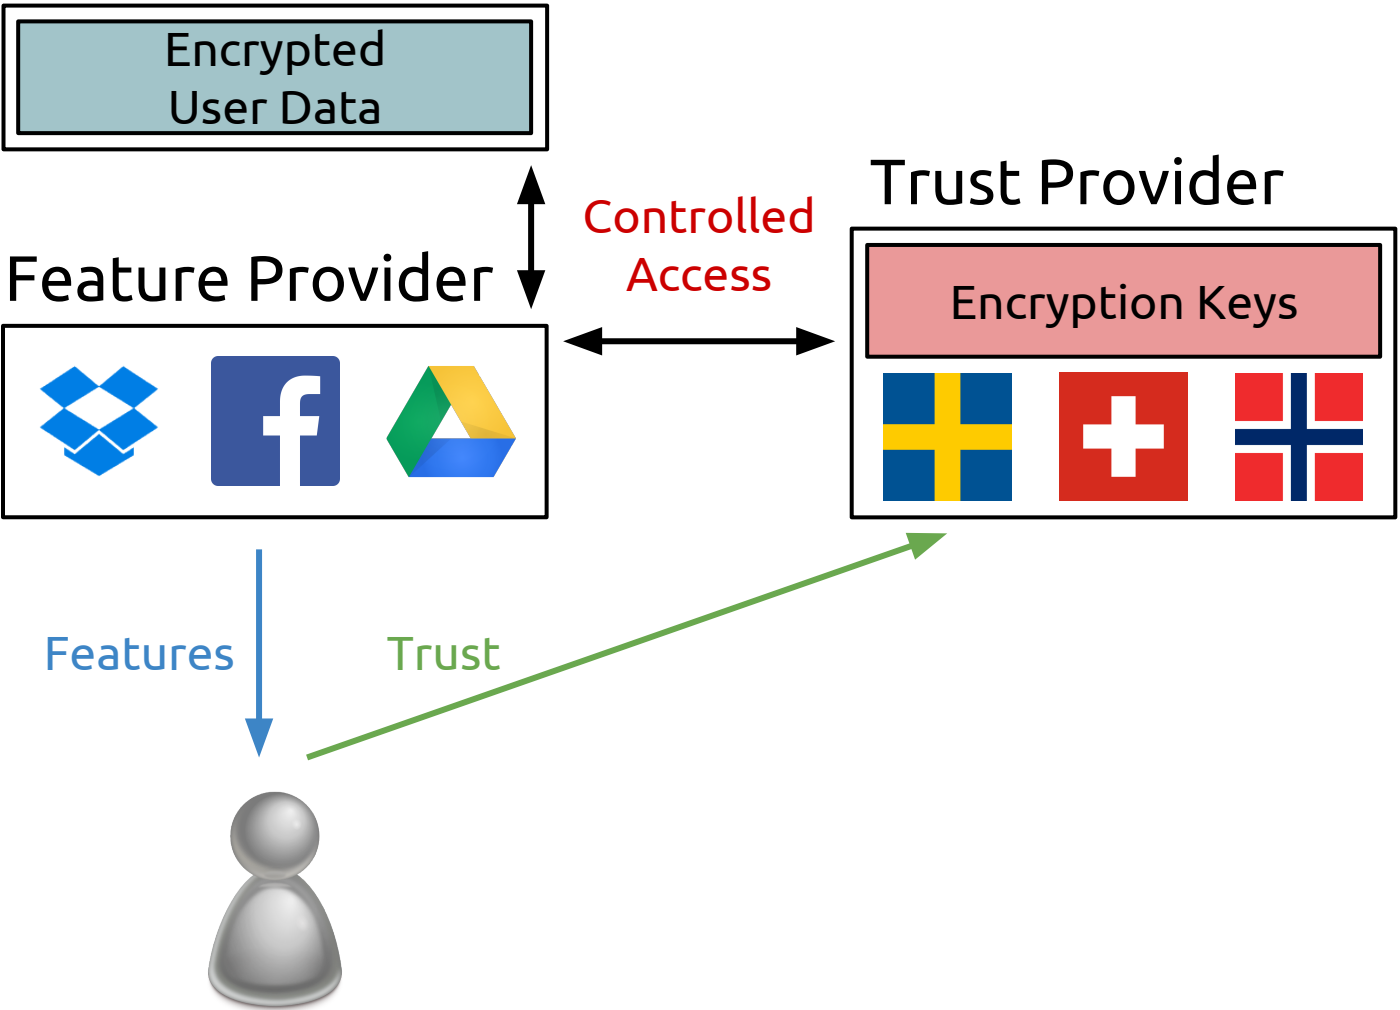 Encrypted
User Data
Trust Provider
Controlled
Access
Feature Provider
Encryption Keys
f
Features
Trust